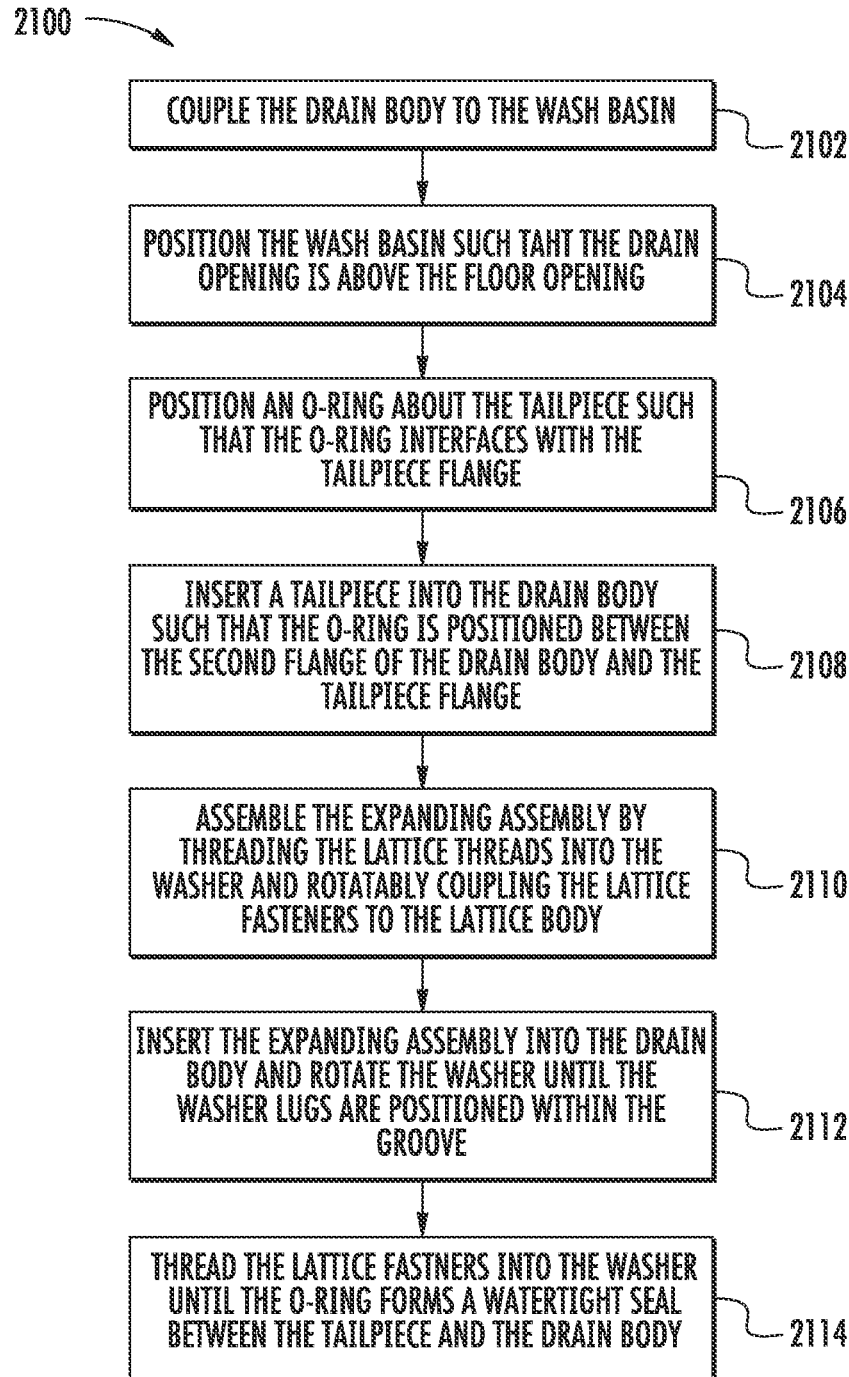 2100
COUPLE THE DRAIN BODY TO THE WASH BASIN
2102
POSITION THE WASH BASIN SUCH TAHT THE DRAIN
OPENING IS ABOVE THE FLOOR OPENING
2104
POSITION AN O-RING ABOUT THE TAILPIECE SUCH
THAT THE O-RING INTERFACES WITH THE
TAILPIECE FLANGE
2106
INSERT A TAILPIECE INTO THE DRAIN BODY
SUCH THAT THE O-RING IS POSITIONED BETWEEN
THE SECOND FLANGE OF THE DRAIN BODY AND THE
TAILPIECE FLANGE
2108
ASSEMBLE THE EXPANDING ASSEMBLY BY
THREADING THE LATTICE THREADS INTO THE
WASHER AND ROTATABLY COUPLING THE LATTICE
FASTENERS TO THE LATTICE BODY
2110
INSERT THE EXPANDING ASSEMBLY INTO THE DRAIN
BODY AND ROTATE THE WASHER UNTIL THE
WASHER LUGS ARE POSITIONED WITHIN THE
GROOVE
2112
THREAD THE LATTICE FASTNERS INTO THE WASHER
UNTIL THE O-RING FORMS A WATERTIGHT SEAL
BETWEEN THE TAILPIECE AND THE DRAIN BODY
2114